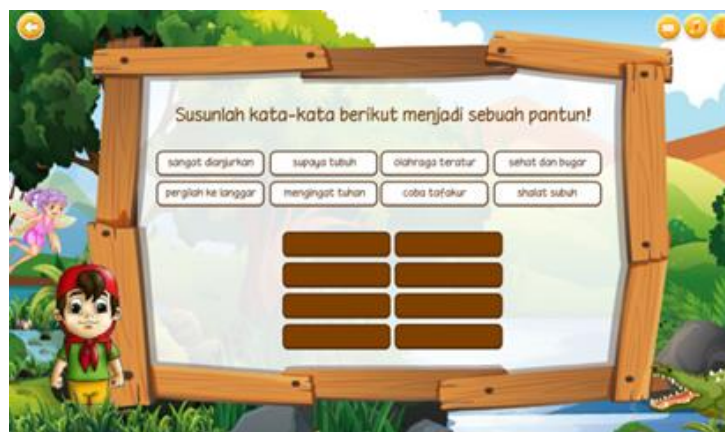 Susunlah kata-kata berikut menjadi sebuah pantun!
sangat dianjurkan supaya tubuh olahraga teratur sehat dan bugar
pergilah ke langgar mengingat tuhan coba tafakur shalat subuh